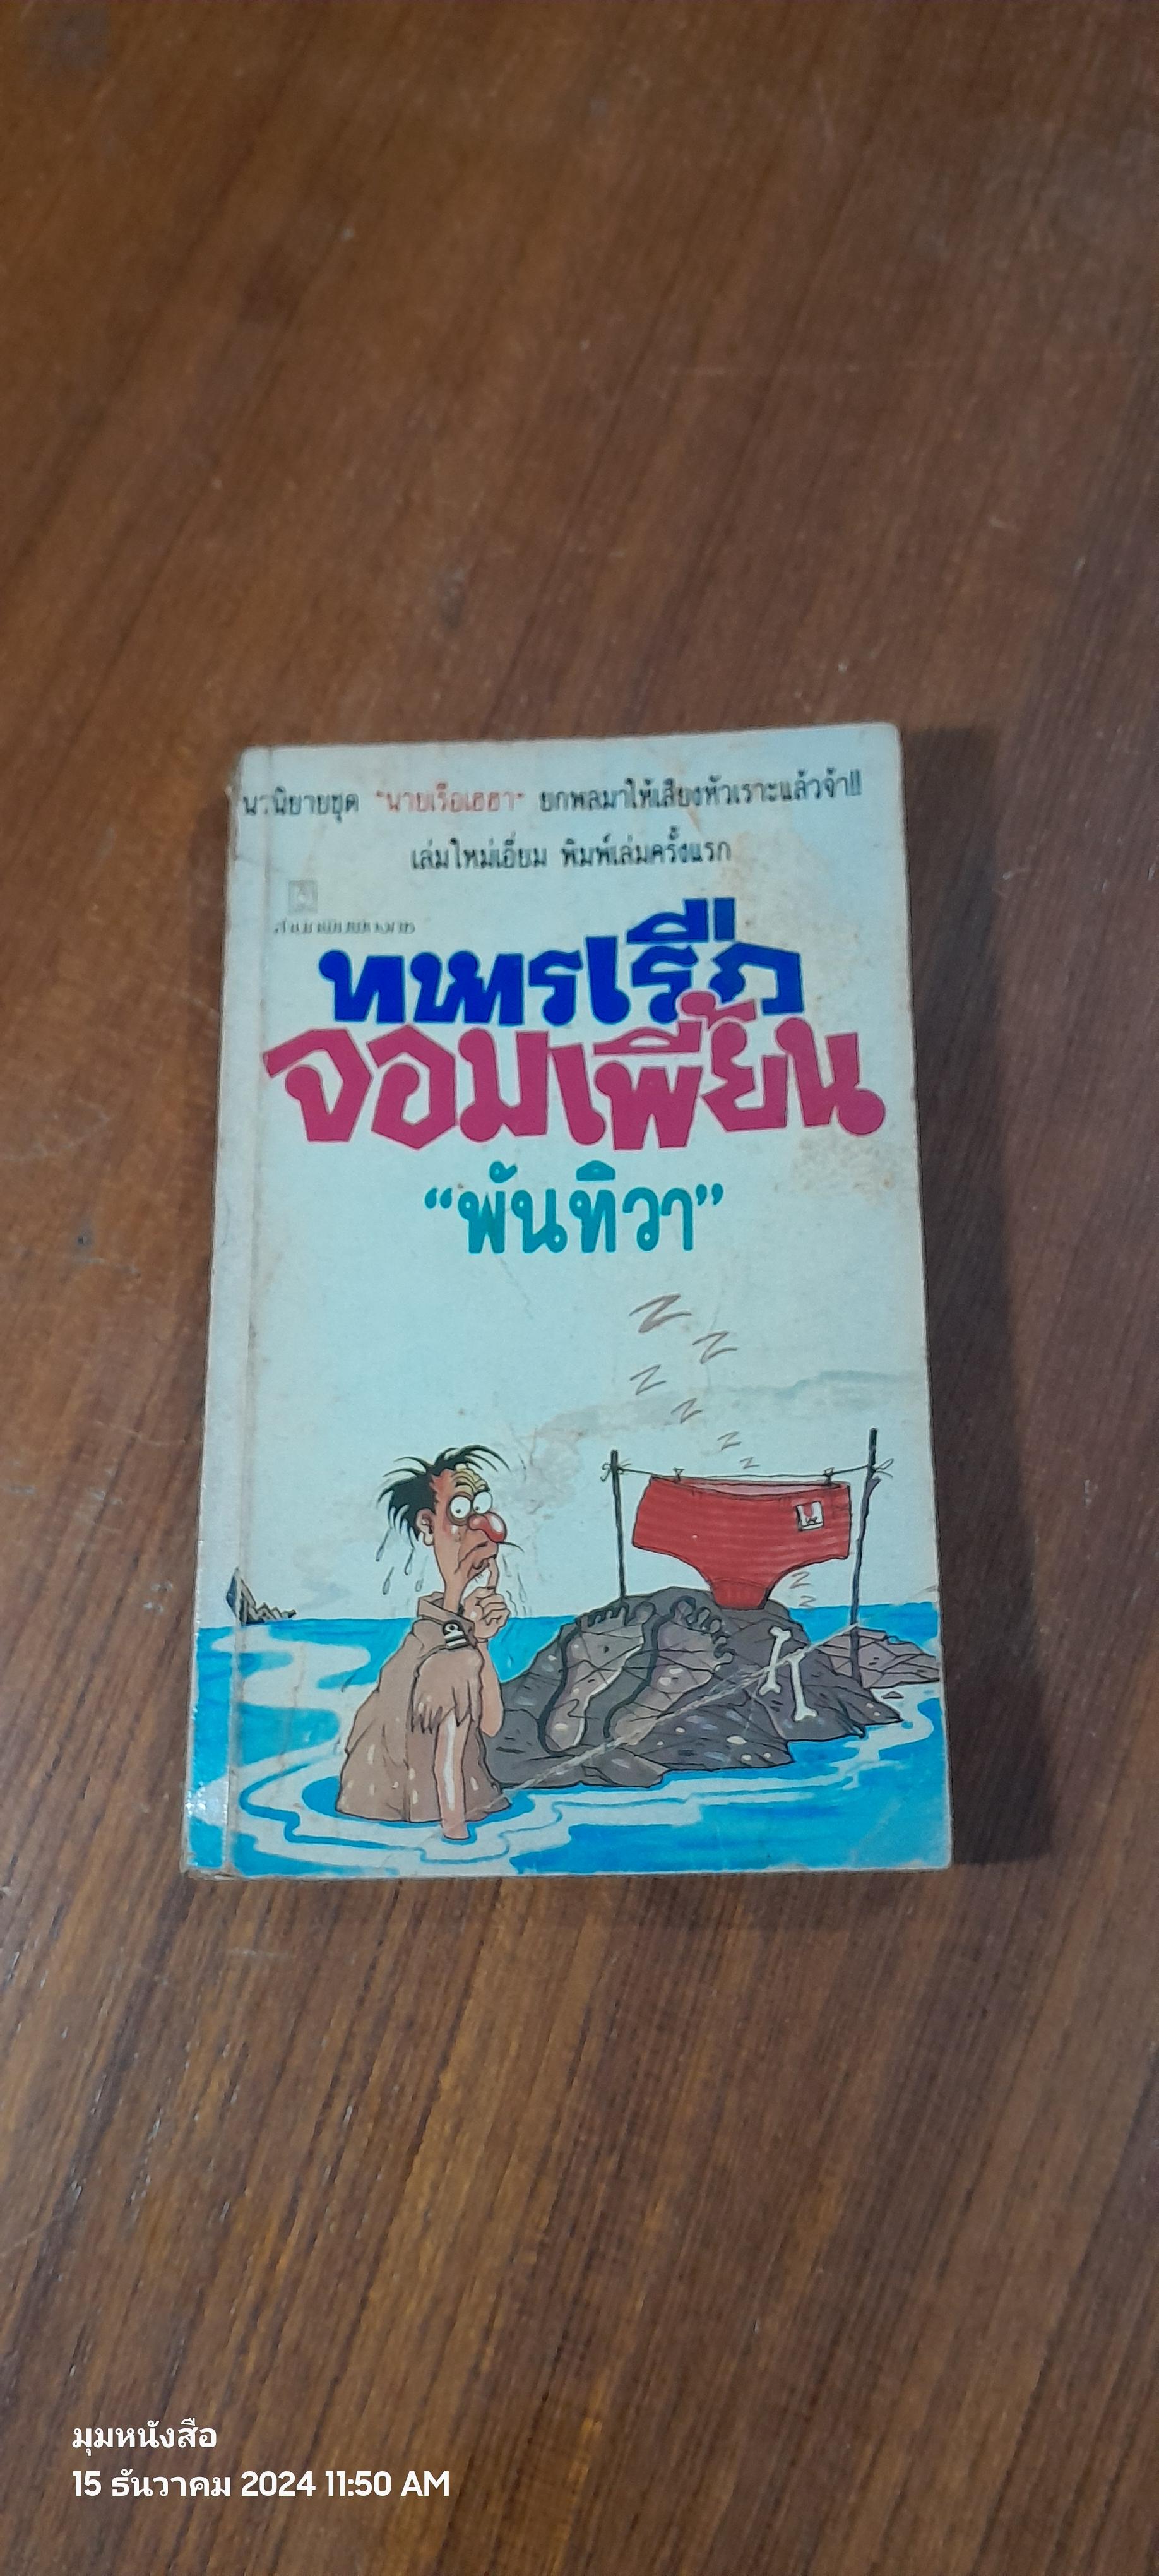 นวนิยายชุด "นายเรือเฮฮา" ยกพลมาให้เสียงหัวเราะแล้วจ้า!!
เล่มใหม่เอี่ยม พิมพ์เล่มครั้งแรก
ทหารเรือ
จอมเพี้ยน
“พันทิวา”
Z
Z
Z
Z
Z
Z
มุมหนังสือ
15 ธันวาคม 2024 11:50 AM